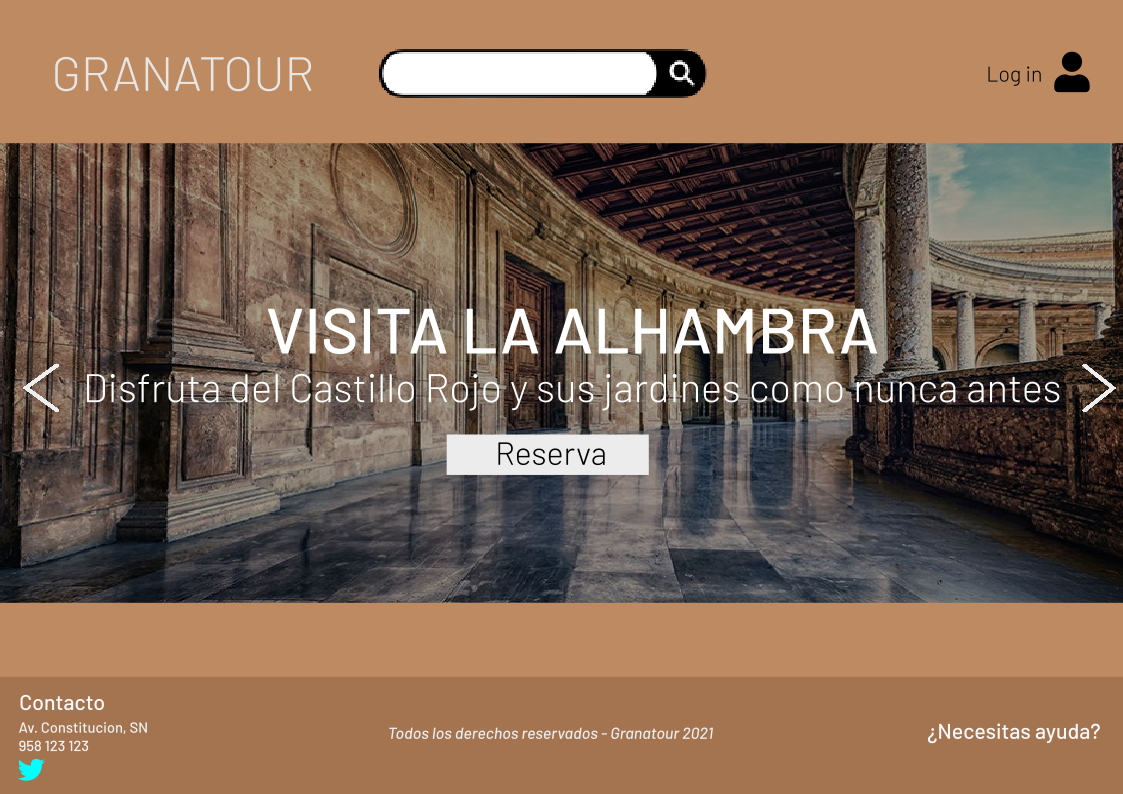 GRANATOUR
Log in
VISITA LA ALHAMBRA
Disfruta del Castillo Rojo y sus jardines como nunca antes
Reserva
Contacto
Av. Constitucion, SN
958 123 123
Todos los derechos reservados - Granatour 2021
¿Necesitas ayuda?